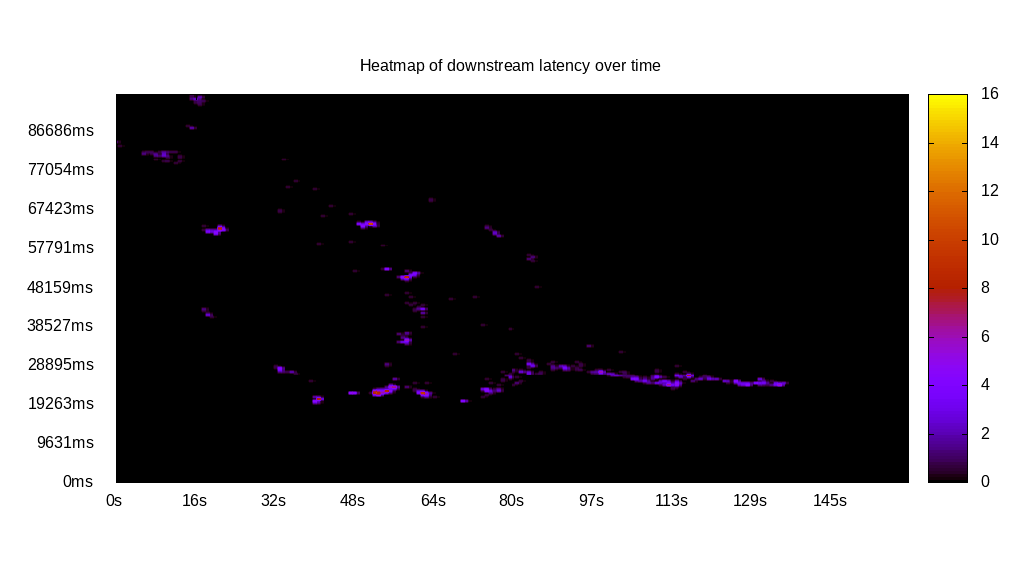 Heatmap of downstream latency over time
86686ms
77054ms
67423ms
57791ms
48159ms
38527ms
28895ms
19263ms
9631ms
0ms
0s 16s 32s 48s 64s 80s 97s 113s 129s 145s
16
14
12
10
8
6
4
2
0